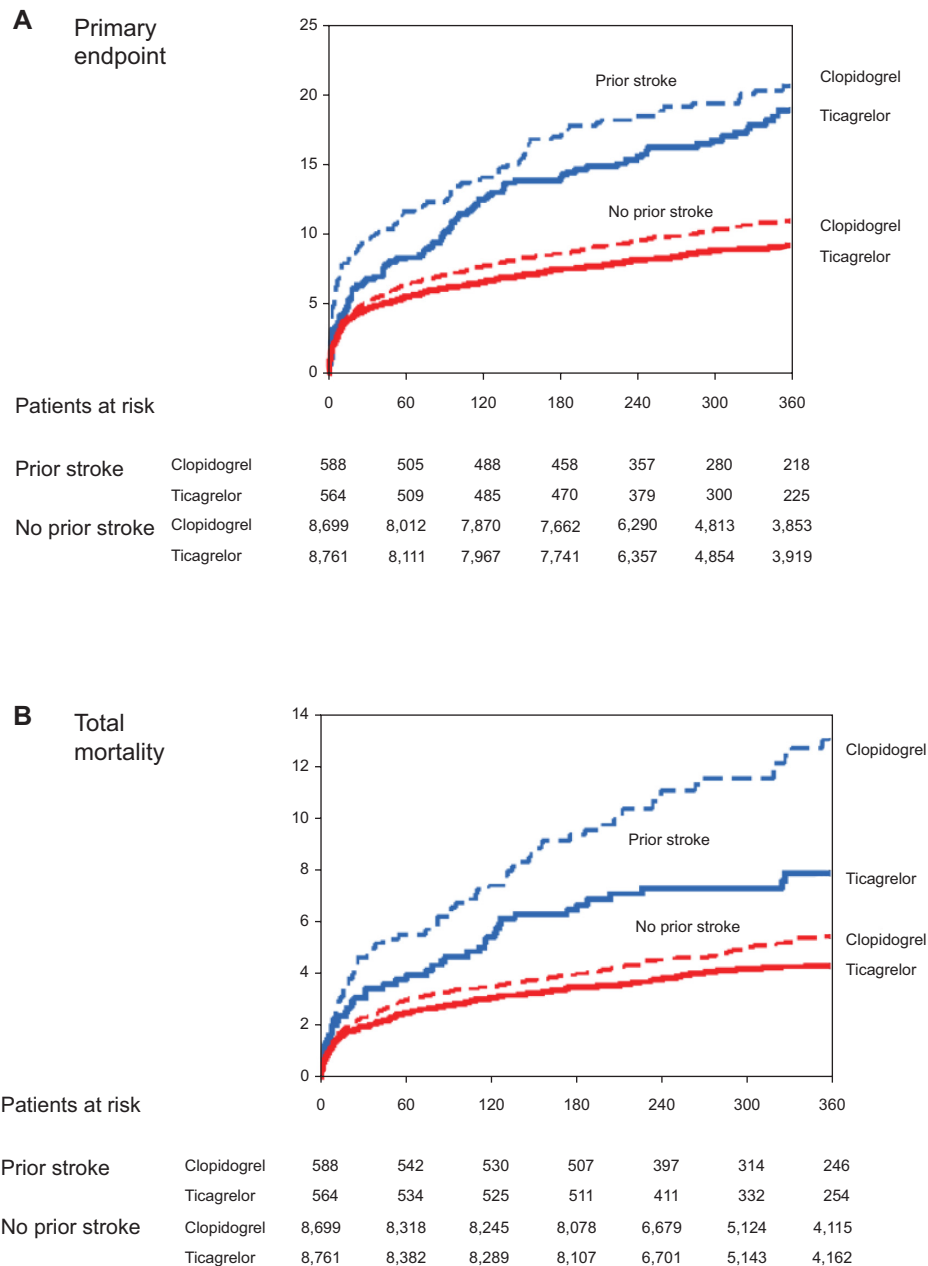 A Primary
endpoint
25
20
15
10
5
0
Prior stroke
Clopidogrel
Ticagrelor
No prior stroke
Clopidogrel
Ticagrelor
Patients at risk 0 60 120 180 240 300 360
Prior stroke Clopidogrel 588 505 488 458 357 280 218
Ticagrelor 564 509 485 470 379 300 225
No prior stroke Clopidogrel 8,699 8,012 7,870 7,662 6,290 4,813 3,853
Ticagrelor 8,761 8,111 7,967 7,741 6,357 4,854 3,919
B Total
mortality
14
12
10
8
6
4
2
0
Clopidogrel
Prior stroke
Ticagrelor
No prior stroke
Clopidogrel
Ticagrelor
Patients at risk 0 60 120 180 240 300 360
Prior stroke Clopidogrel 588 542 530 507 397 314 246
Ticagrelor 564 534 525 511 411 332 254
No prior stroke Clopidogrel 8,699 8,318 8,245 8,078 6,679 5,124 4,115
Ticagrelor 8,761 8,382 8,289 8,107 6,701 5,143 4,162